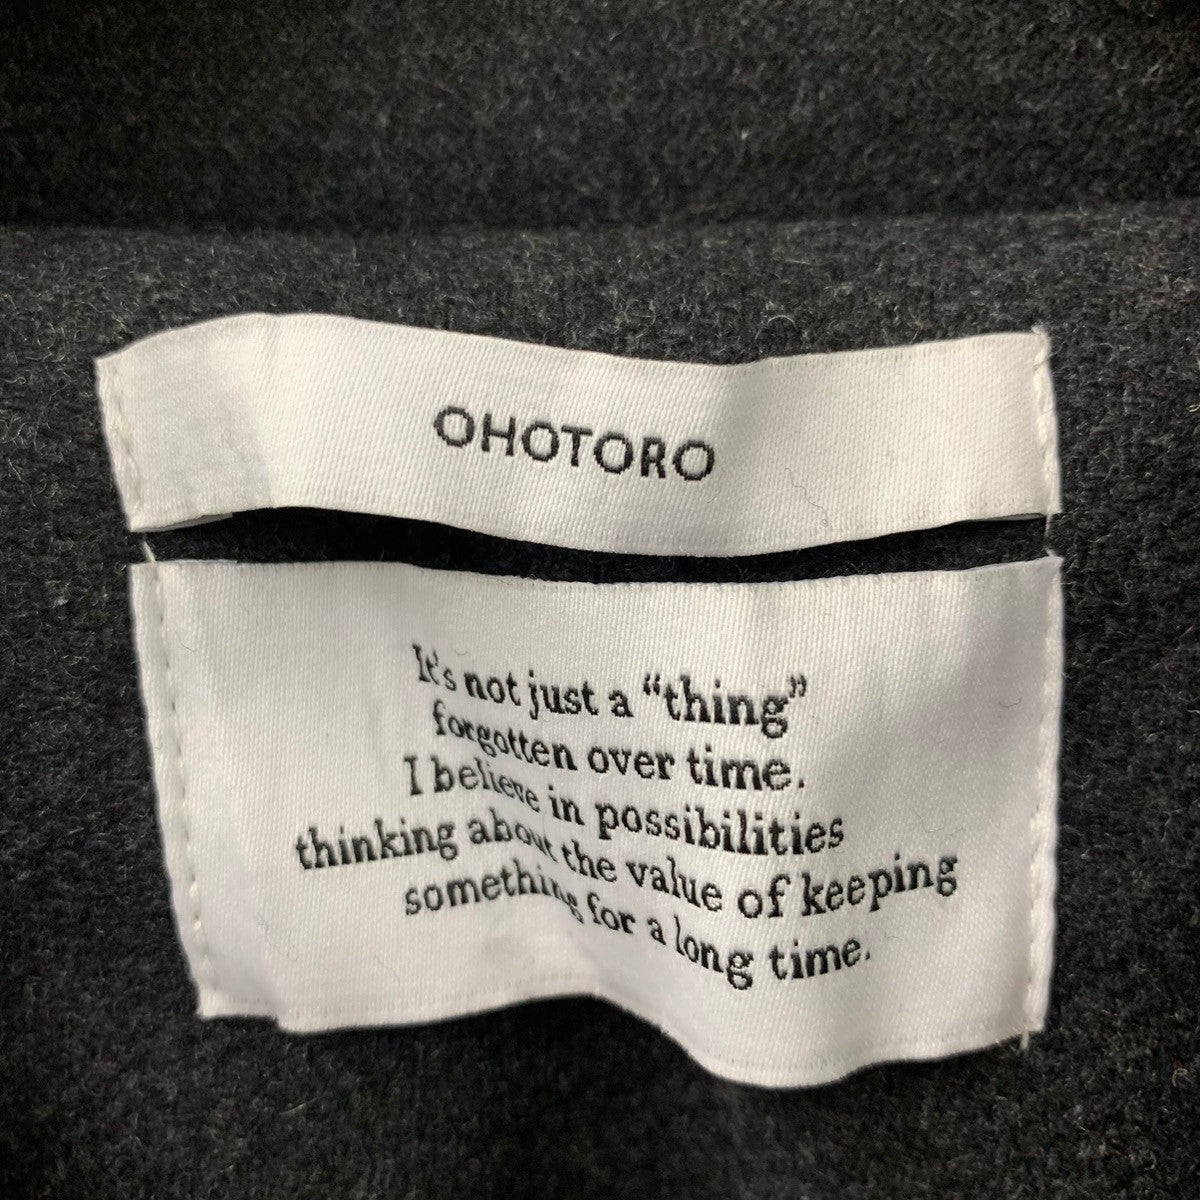 OHOTORO
It's not just a “thing”
forgotten over time.
I believe in possibilities
thinking about the value of keeping
something for a long time.